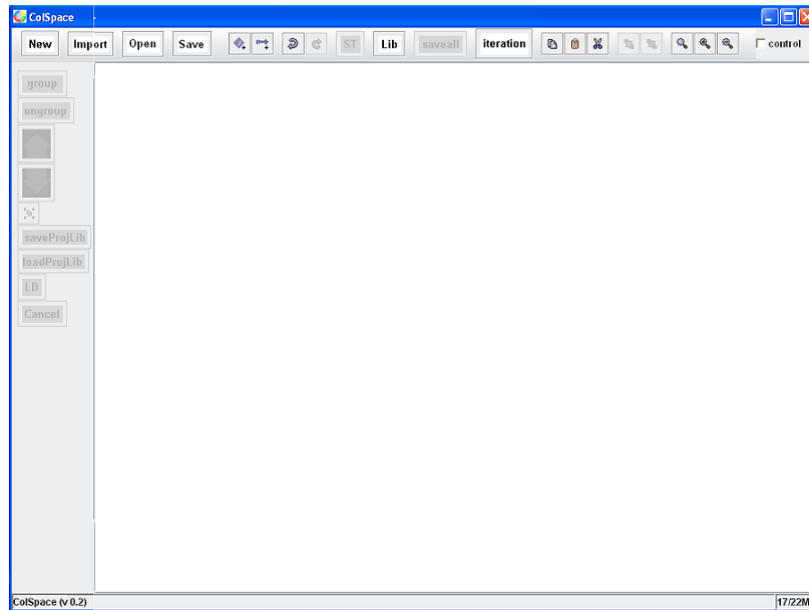 ColSpace
New Import Open Save ST Lib saveall iteration control
group
ungroup
saveProjLib
loadProjLib
LD
Cancel
ColSpace (v 0.2) 17/22M